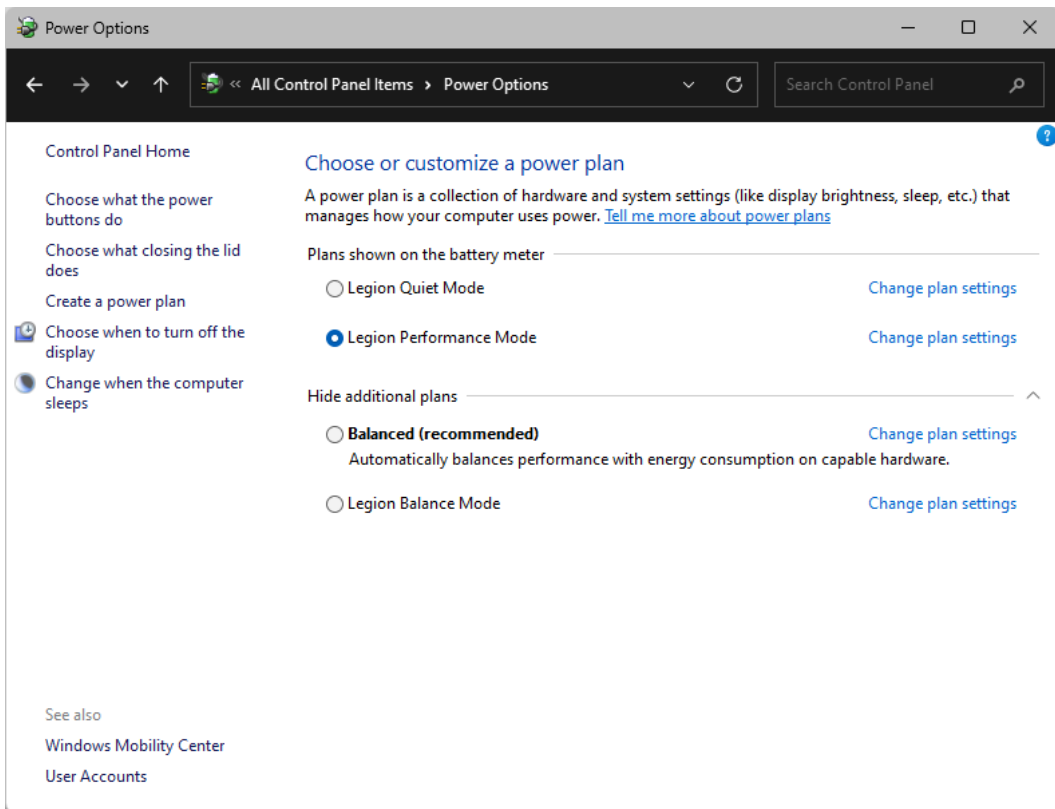 Power Options
« All Control Panel Items › Power Options
Search Control Panel
Control Panel Home
Choose what the power
buttons do
Choose what closing the lid
does
Create a power plan
Choose when to turn off the
display
Change when the computer
sleeps
See also
Windows Mobility Center
User Accounts
?
Choose or customize a power plan
A power plan is a collection of hardware and system settings (like display brightness, sleep, etc.) that
manages how your computer uses power. Tell me more about power plans
Plans shown on the battery meter
Legion Quiet Mode Change plan settings
Legion Performance Mode Change plan settings
Hide additional plans
Balanced (recommended) Change plan settings
Automatically balances performance with energy consumption on capable hardware.
Legion Balance Mode Change plan settings